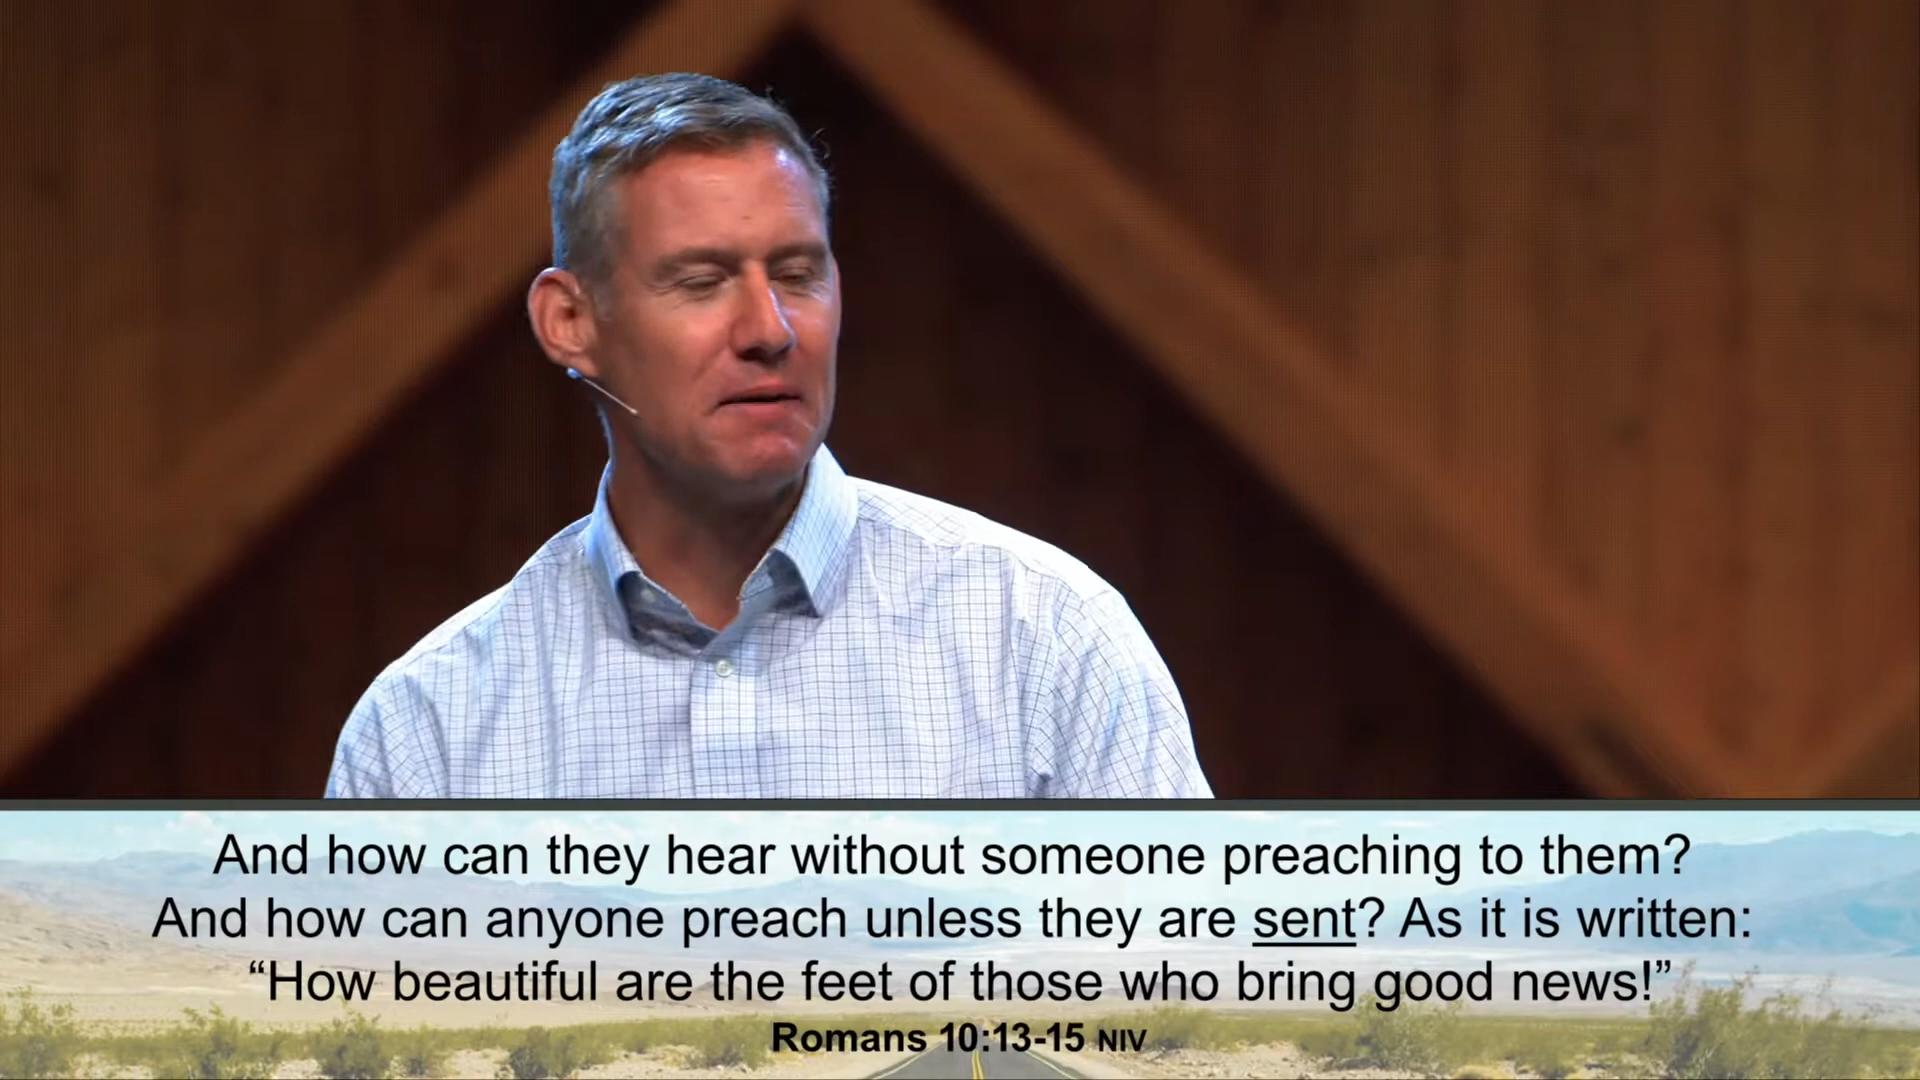 And how can they hear without someone preaching to them?
And how can anyone preach unless they are sent? As it is written:
“How beautiful are the feet of those who bring good news!”
Romans 10:13-15 NIV